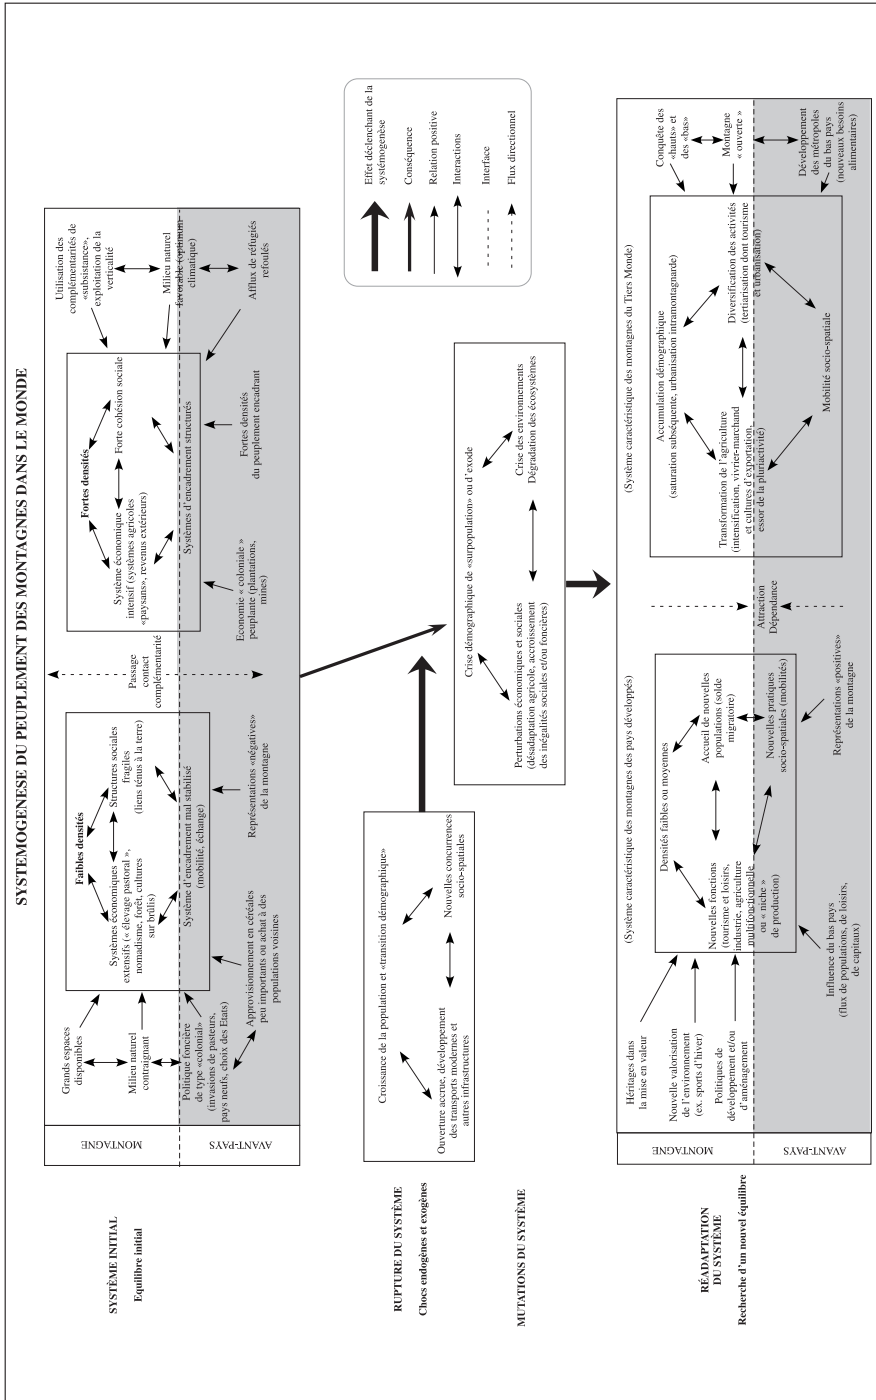 SYSTEMOGENESE DU PEUPLEMENT DES MONTAGNES DANS LE MONDE
SYSTÈME INITIAL
Equilibre initial
MONTAGNE
AVANT-PAYS
Grands espaces
disponibles
Milieu naturel
contraignant
Politique foncière
de type «colonial»
(invasions de pasteurs,
pays neufs, choix des Etats)
Faibles densités
Systèmes économiques
extensifs (« élevage pastoral »,
nomadisme, forêt, cultures
sur brûlis)
Structures sociales
fragiles
(liens ténus à la terre)
Système d'encadrement mal stabilisé
(mobilité, échange)
Approvisionnement en céréales
peu importants ou achat à des
populations voisines
Représentations «négatives»
de la montagne
Passage
contact
complémentarité
Fortes densités
Système économique
intensif (systèmes agricoles
«paysans», revenus extérieurs)
Forte cohésion sociale
Systèmes d'encadrement structurés
Economie « coloniale »
peuplante (plantations,
mines)
Fortes densités
du peuplement encadrant
Utilisation des
complémentarités de
«subsistance»,
exploitation de la
verticalité
Milieu naturel
favorable (optimum
climatique)
Afflux de réfugiés
refoulés
RUPTURE DU SYSTÈME
Chocs endogènes et exogènes
Croissance de la population et «transition démographique»
Ouverture accrue, développement
des transports modernes et
autres infrastructures
Nouvelles concurrences
socio-spatiales
MUTATIONS DU SYSTÈME
Crise démographique de «surpopulation» ou d'exode
Perturbations économiques et sociales
(désadaptation agricole, accroissement
des inégalités sociales et/ou foncières)
Crise des environnements
Dégradation des écosystèmes
Effet déclenchant de la
systémogenèse
Conséquence
Relation positive
Interactions
Interface
Flux directionnel
RÉADAPTATION
DU SYSTÈME
Recherche d'un nouvel équilibre
MONTAGNE
AVANT-PAYS
(Système caractéristique des montagnes des pays développés)
Héritages dans
la mise en valeur
Nouvelle valorisation
de l'environnement
(ex. sports d'hiver)
Politiques de
développement et/ou
d'aménagement
Densités faibles ou moyennes
Nouvelles fonctions
(tourisme et loisirs,
industrie, agriculture
multifonctionnelle
ou « niche »
de production)
Accueil de nouvelles
populations (solde
migratoire)
Nouvelles pratiques
socio-spatiales (mobilités)
Influence du bas pays
(flux de populations, de loisirs,
de capitaux)
Représentations «positives»
de la montagne
Attraction
Dépendance
(Système caractéristique des montagnes du Tiers Monde)
Accumulation démographique
(saturation subséquente, urbanisation intramontagnarde)
Transformation de l'agriculture
(intensification, vivrier-marchand
et cultures d'exportation,
essor de la pluriactivité)
Diversification des activités
(tertiarisation dont tourisme
et urbanisation)
Mobilité socio-spatiale
Conquête des
«hauts» et
des «bas»
Montagne
« ouverte »
Développement
des métropoles
du bas pays
(nouveaux besoins
alimentaires)